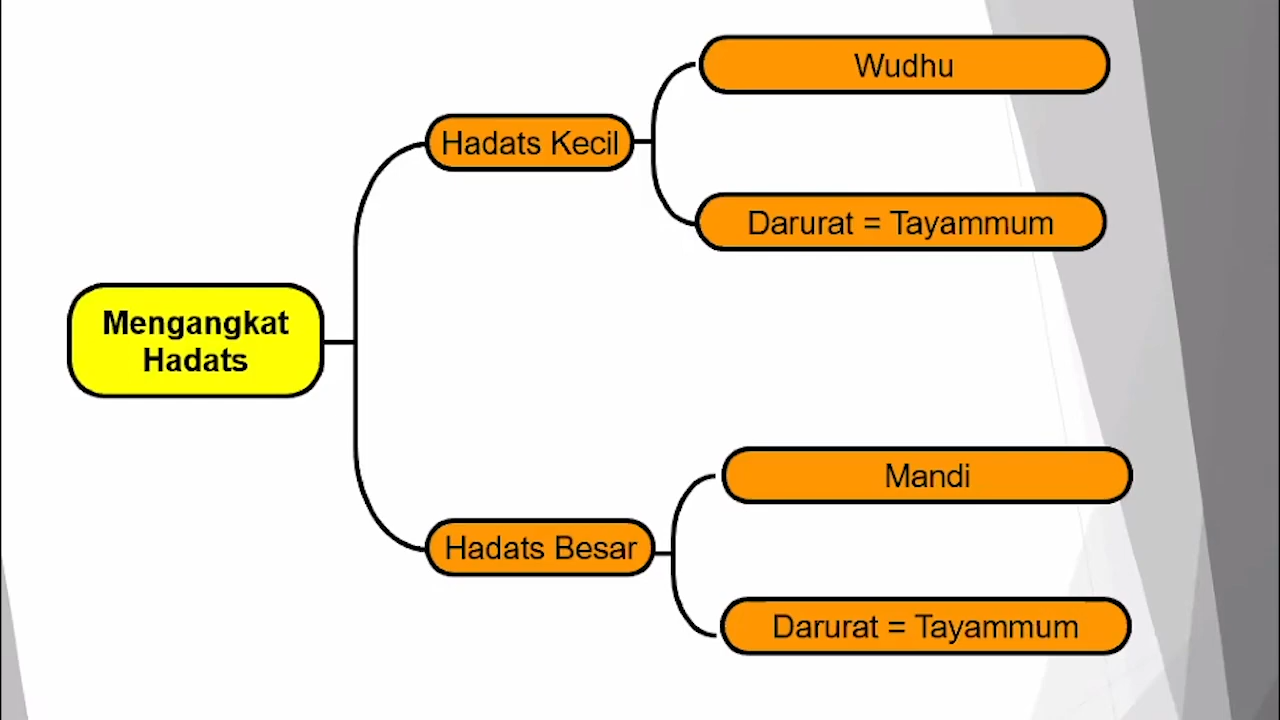 Mengangkat
Hadats
Hadats Kecil
Wudhu
Darurat = Tayammum
Hadats Besar
Mandi
Darurat = Tayammum